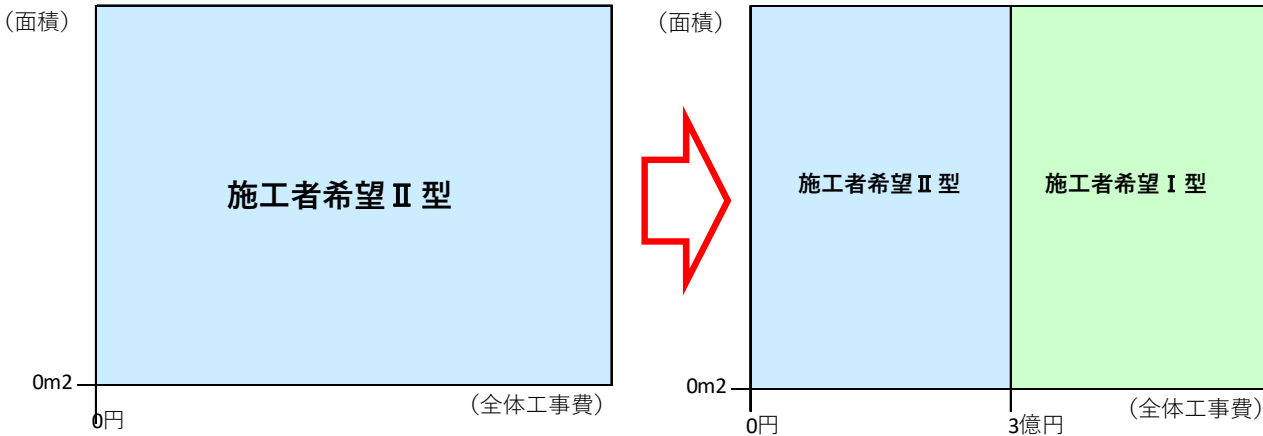 （面積）
施工者希望Ⅱ型
0m2
0円
（全体工事費）
（面積）
施工者希望Ⅱ型
施工者希望Ⅰ型
0m2
0円
3億円
（全体工事費）